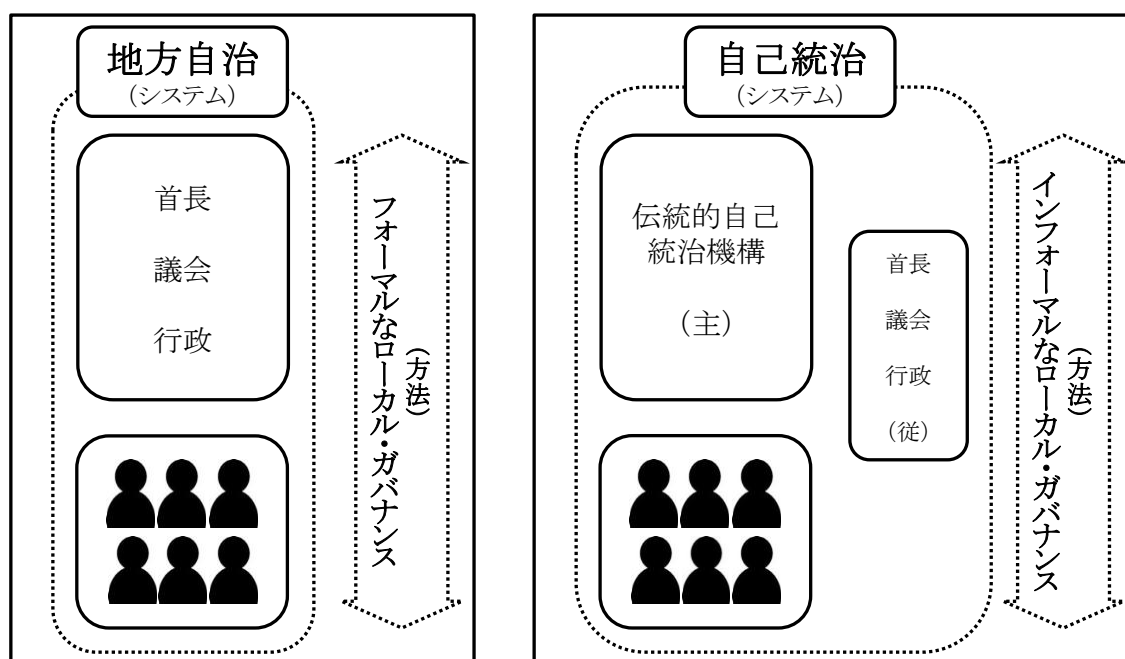 地方自治
(システム)
首長
議会
行政
フォーマルなローカル・ガバナンス
(方法)
自己統治
(システム)
伝統的自己
統治機構
(主)
首長
議会
行政
(従)
インフォーマルなローカル・ガバナンス
(方法)